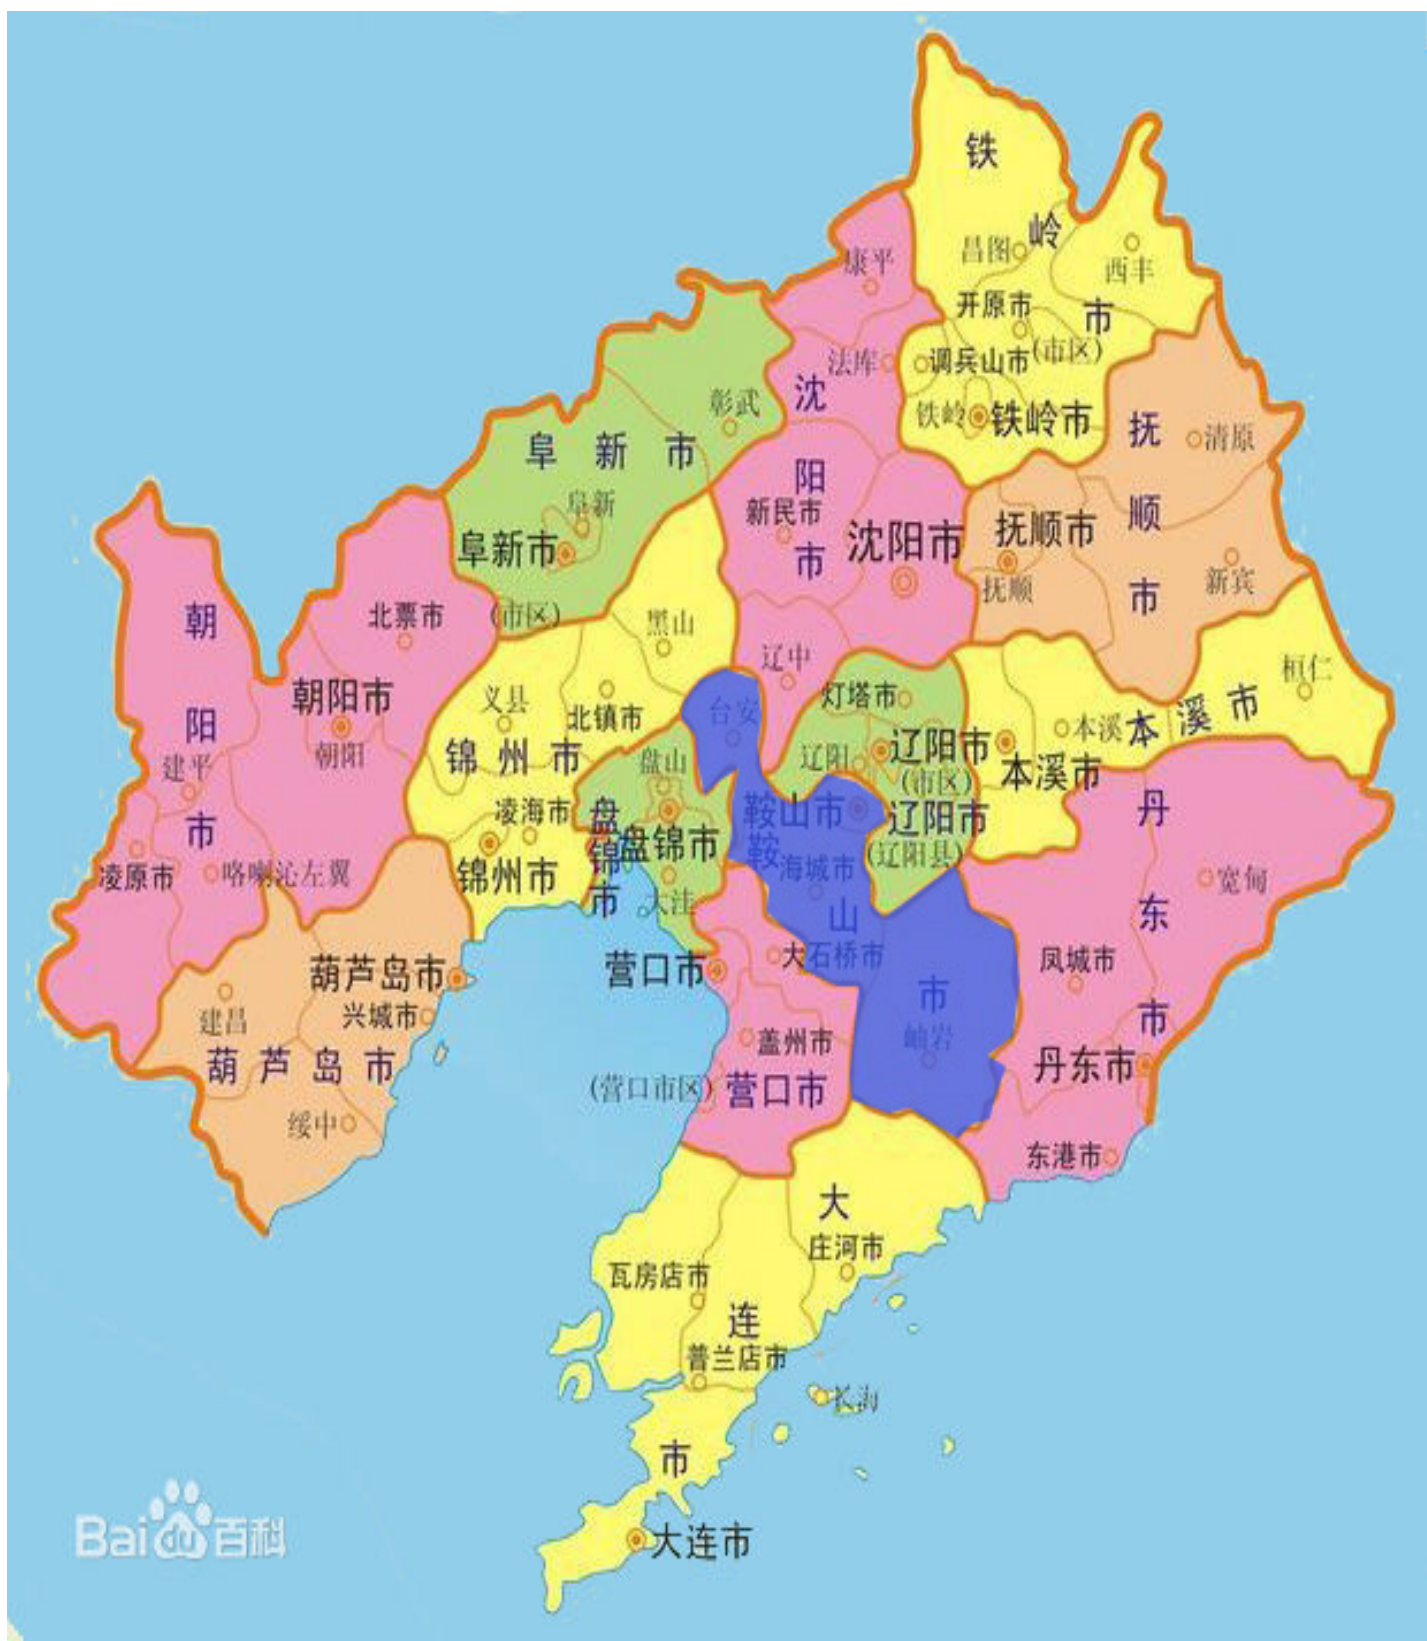 铁
岭
市
昌图
西丰
康平
开原市
(市区)
法库
调兵山市
铁岭
铁岭市
沈
阳
市
彰武
抚
顺
市
清原
阜新市
阜新
阜新市
(市区)
新民市
沈阳市
抚顺市
抚顺
新宾
朝
阳
市
北票市
黑山
辽中
桓仁
朝阳市
朝阳
义县
北镇市
台安
灯塔市
本溪
本溪市
锦州市
盘山
辽阳
辽阳市
(市区)
本溪市
建平
凌海市
盘
锦
市
盘锦市
鞍山市
鞍
山
市
辽阳市
(辽阳县)
丹
东
市
凌原市
喀喇沁左翼
锦州市
大洼
海城市
宽甸
葫芦岛市
营口市
大石桥市
凤城市
建昌
兴城市
盖州市
岫岩
葫芦岛市
(营口市区)
营口市
丹东市
绥中
东港市
大
连
市
庄河市
瓦房店市
普兰店市
长海
大连市
Bai du 百科